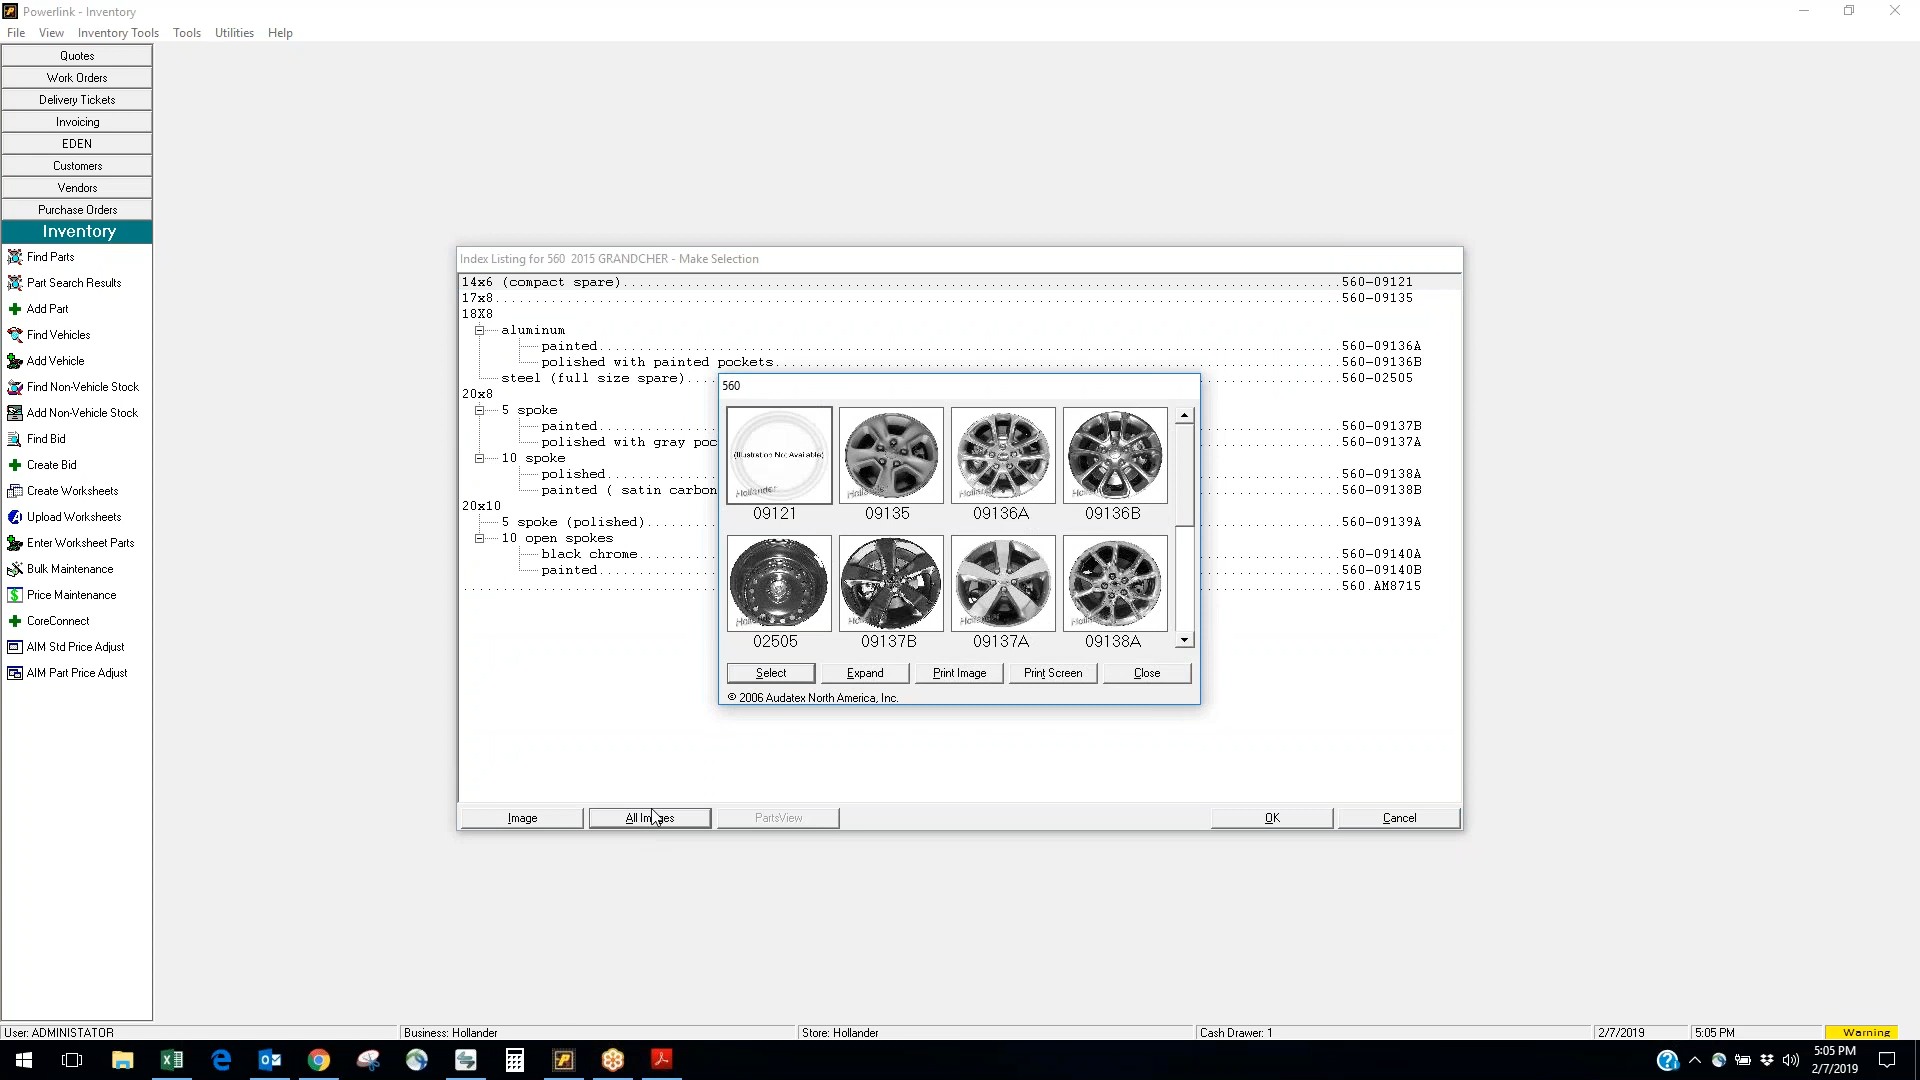 Powerlink - Inventory
File View Inventory Tools Tools Utilities Help
Quotes
Work Orders
Delivery Tickets
Invoicing
EDEN
Customers
Vendors
Purchase Orders
Inventory
Find Parts
Part Search Results
Add Part
Find Vehicles
Add Vehicle
Find Non-Vehicle Stock
Add Non-Vehicle Stock
Find Bid
Create Bid
Create Worksheets
Upload Worksheets
Enter Worksheet Parts
Bulk Maintenance
Price Maintenance
CoreConnect
AIM Std Price Adjust
AIM Part Price Adjust
Index Listing for 560 2015 GRANDCHER - Make Selection
14x6 (compact spare) 560-09121
17x8 560-09135
18X8
aluminum
painted 560-09136A
polished with painted pockets 560-09136B
steel (full size spare) 560-02505
20x8
5 spoke
painted 560-09137B
polished with gray poc 560-09137A
10 spoke
polished 560-09138A
painted ( satin carbon 560-09138B
20x10
5 spoke (polished) 560-09139A
10 open spokes
black chrome 560-09140A
painted 560-09140B
560.AM8715
560
(Illustration Not Available)
Hollander Hollander Hollander
09121 09135 09136A 09136B
02505 09137B 09137A 09138A
Select Expand Print Image Print Screen Close
© 2006 Audatex North America, Inc.
Image All Images PartsView OK Cancel
User: ADMINISTATOR Business: Hollander Store: Hollander Cash Drawer: 1 2/7/2019 5:05 PM Warning
5:05 PM
2/7/2019